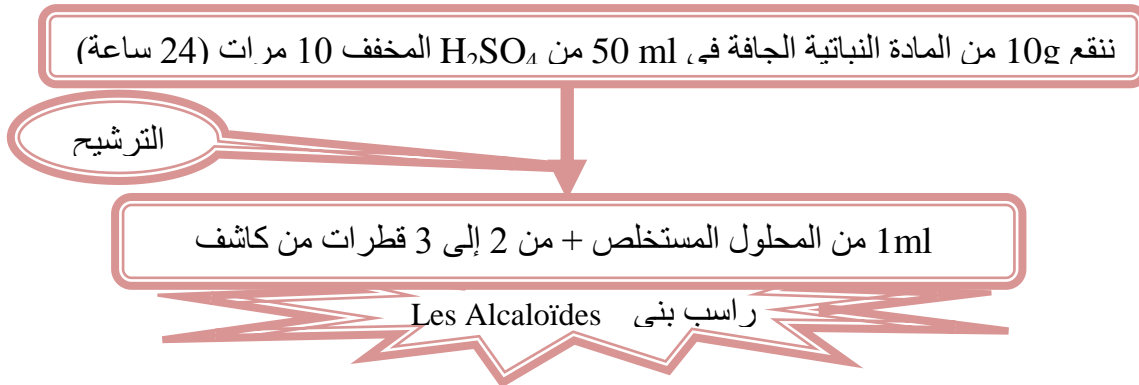 ننقع 10g من المادة النباتية الجافة في 50 ml من H₂SO₄ المخفف 10 مرات (24 ساعة)
الترشيح
1ml من المحلول المستخلص + من 2 إلى 3 قطرات من كاشف
راسب بني Les Alcaloïdes